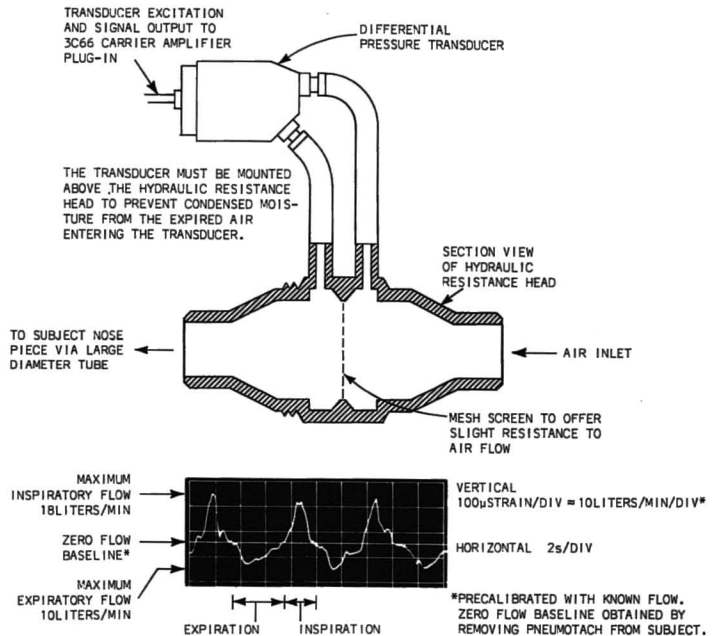 TRANSDUCER EXCITATION
AND SIGNAL OUTPUT TO
3C66 CARRIER AMPLIFIER
PLUG-IN
DIFFERENTIAL
PRESSURE TRANSDUCER
THE TRANSDUCER MUST BE MOUNTED
ABOVE THE HYDRAULIC RESISTANCE
HEAD TO PREVENT CONDENSED MOIS-
TURE FROM THE EXPIRED AIR
ENTERING THE TRANSDUCER.
SECTION VIEW
OF HYDRAULIC
RESISTANCE HEAD
TO SUBJECT NOSE
PIECE VIA LARGE
DIAMETER TUBE
AIR INLET
MESH SCREEN TO OFFER
SLIGHT RESISTANCE TO
AIR FLOW
MAXIMUM
INSPIRATORY FLOW
18LITERS/MIN
ZERO FLOW
BASELINE*
MAXIMUM
EXPIRATORY FLOW
10LITERS/MIN
VERTICAL
100μSTRAIN/DIV ≈ 10LITERS/MIN/DIV*
HORIZONTAL 2s/DIV
EXPIRATION
INSPIRATION
*PRECALIBRATED WITH KNOWN FLOW.
ZERO FLOW BASELINE OBTAINED BY
REMOVING PNEUMOTACH FROM SUBJECT.